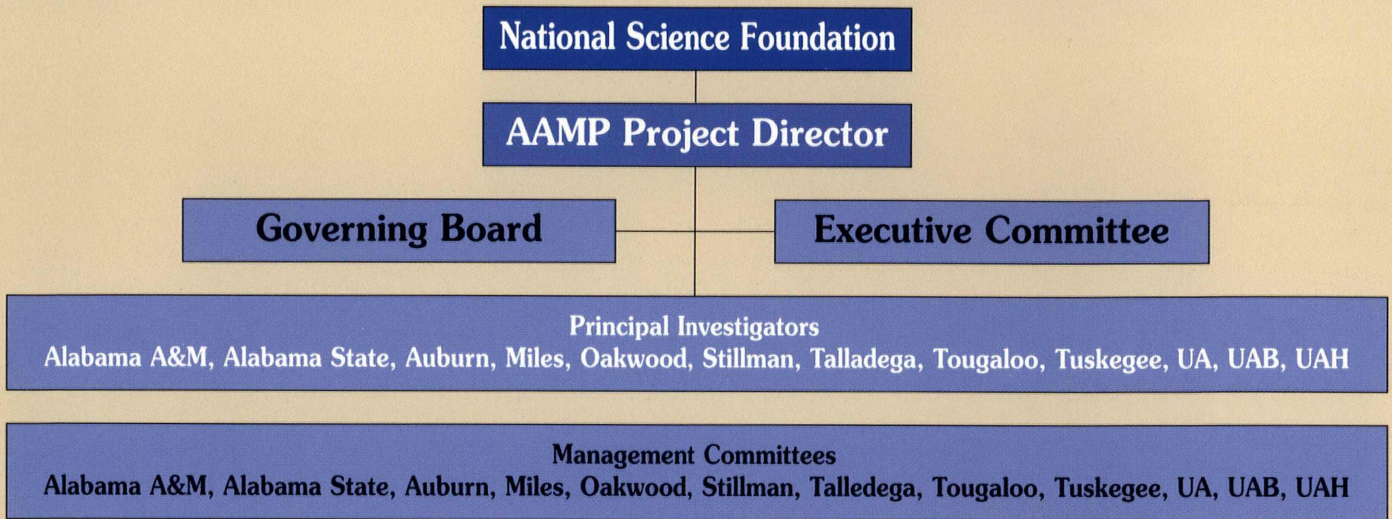 National Science Foundation
AAMP Project Director
Governing Board
Executive Committee
Principal Investigators
Alabama A&M, Alabama State, Auburn, Miles, Oakwood, Stillman, Talladega, Tougaloo, Tuskegee, UA, UAB, UAH
Management Committees
Alabama A&M, Alabama State, Auburn, Miles, Oakwood, Stillman, Talledega, Tougaloo, Tuskegee, UA, UAB, UAH